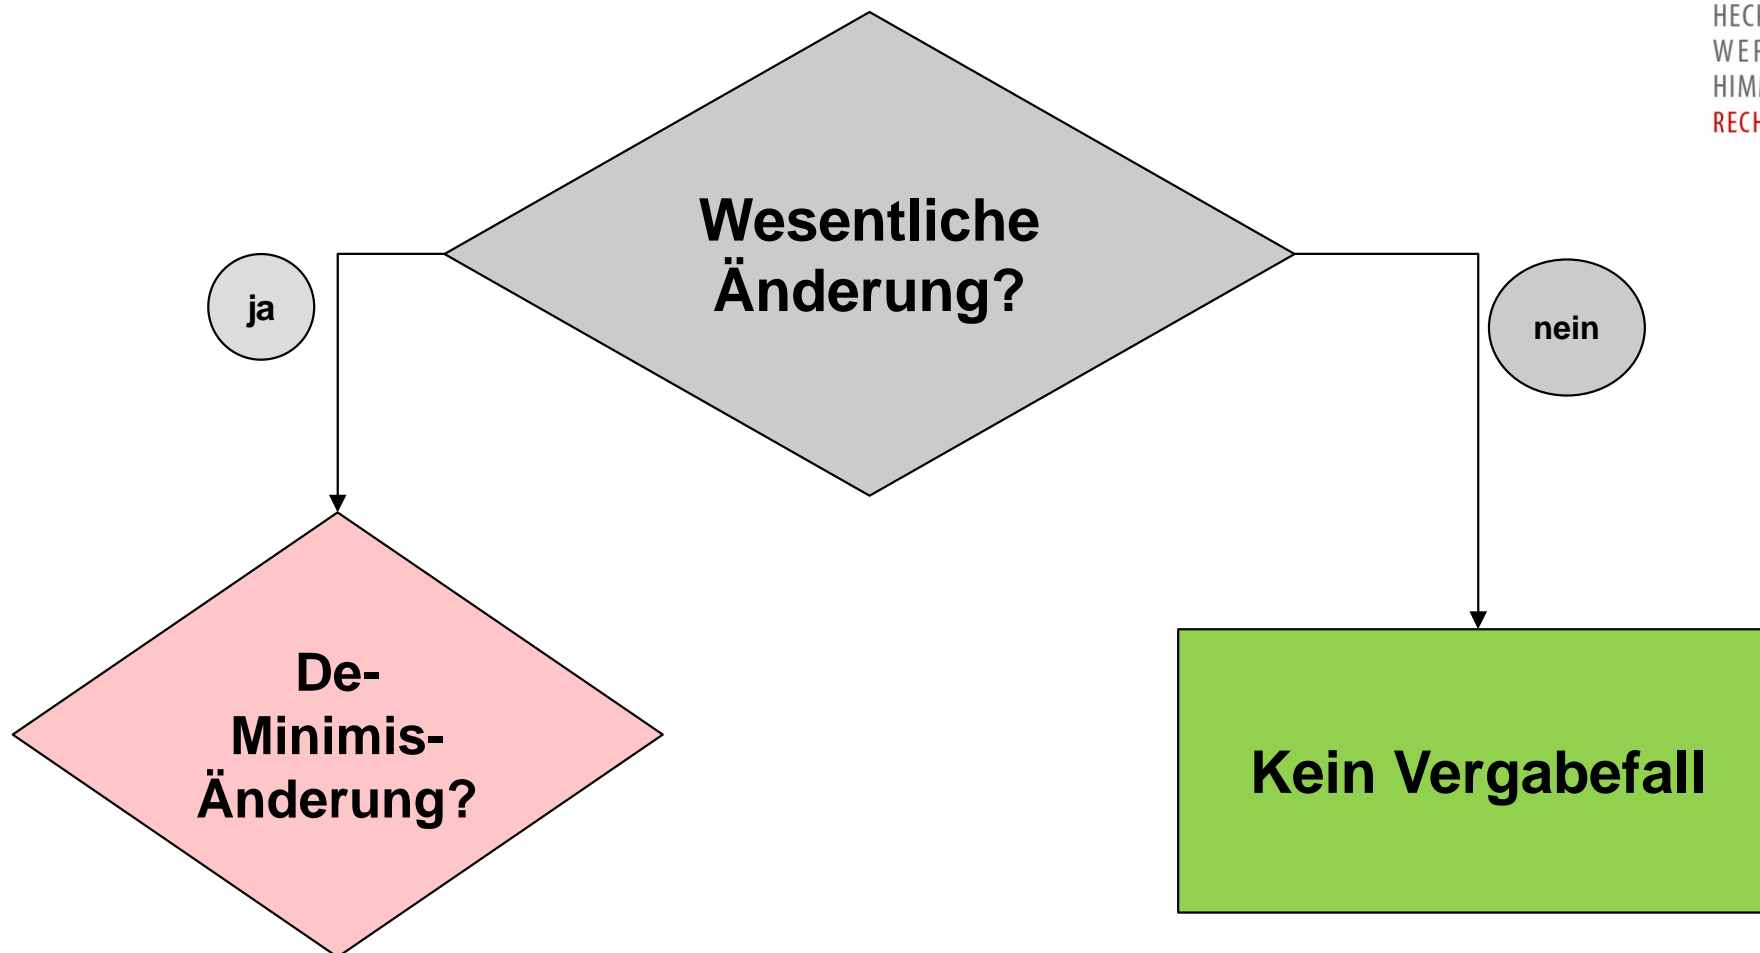 Wesentliche
Änderung?
ja
nein
De-
Minimis-
Änderung?
Kein Vergabefall